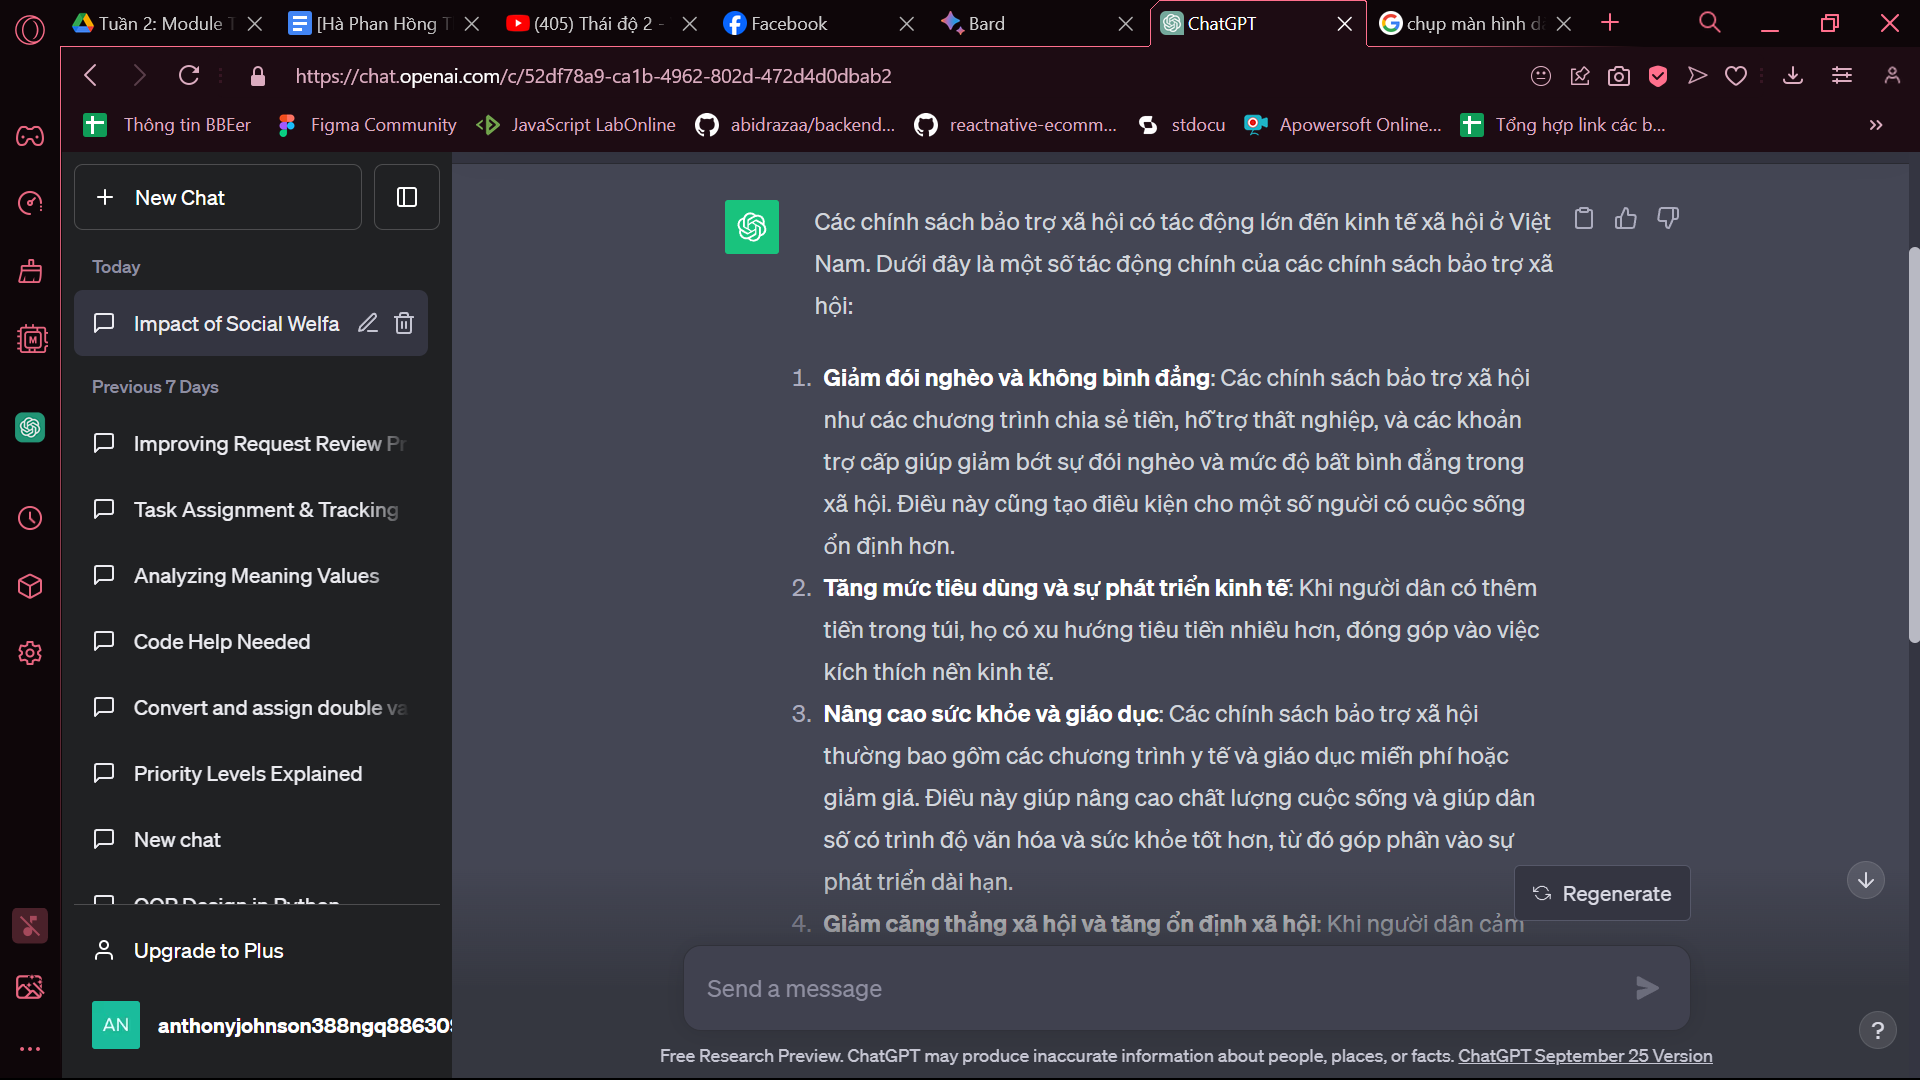 Tuần 2: Module T
[Hà Phan Hồng T
(405) Thái độ 2 -
Facebook
Bard
ChatGPT
chụp màn hình dà
https://chat.openai.com/c/52df78a9-ca1b-4962-802d-472d4d0dbab2
Thông tin BBEer
Figma Community
JavaScript LabOnline
abidrazaa/backend...
reactnative-ecomm...
stdocu
Apowersoft Online...
Tổng hợp link các b...
New Chat
Today
Impact of Social Welfa
Previous 7 Days
Improving Request Review Pr
Task Assignment & Tracking
Analyzing Meaning Values
Code Help Needed
Convert and assign double va
Priority Levels Explained
New chat
OOP Design in Python
Upgrade to Plus
AN
anthonyjohnson388ngq886309
Các chính sách bảo trợ xã hội có tác động lớn đến kinh tế xã hội ở Việt
Nam. Dưới đây là một số tác động chính của các chính sách bảo trợ xã
hội:
1. Giảm đói nghèo và không bình đẳng: Các chính sách bảo trợ xã hội
như các chương trình chia sẻ tiền, hỗ trợ thất nghiệp, và các khoản
trợ cấp giúp giảm bớt sự đói nghèo và mức độ bất bình đẳng trong
xã hội. Điều này cũng tạo điều kiện cho một số người có cuộc sống
ổn định hơn.
2. Tăng mức tiêu dùng và sự phát triển kinh tế: Khi người dân có thêm
tiền trong túi, họ có xu hướng tiêu tiền nhiều hơn, đóng góp vào việc
kích thích nền kinh tế.
3. Nâng cao sức khỏe và giáo dục: Các chính sách bảo trợ xã hội
thường bao gồm các chương trình y tế và giáo dục miễn phí hoặc
giảm giá. Điều này giúp nâng cao chất lượng cuộc sống và giúp dân
số có trình độ văn hóa và sức khỏe tốt hơn, từ đó góp phần vào sự
phát triển dài hạn.
4. Giảm căng thẳng xã hội và tăng ổn định xã hội: Khi người dân cảm
Regenerate
Send a message
?
Free Research Preview. ChatGPT may produce inaccurate information about people, places, or facts. ChatGPT September 25 Version